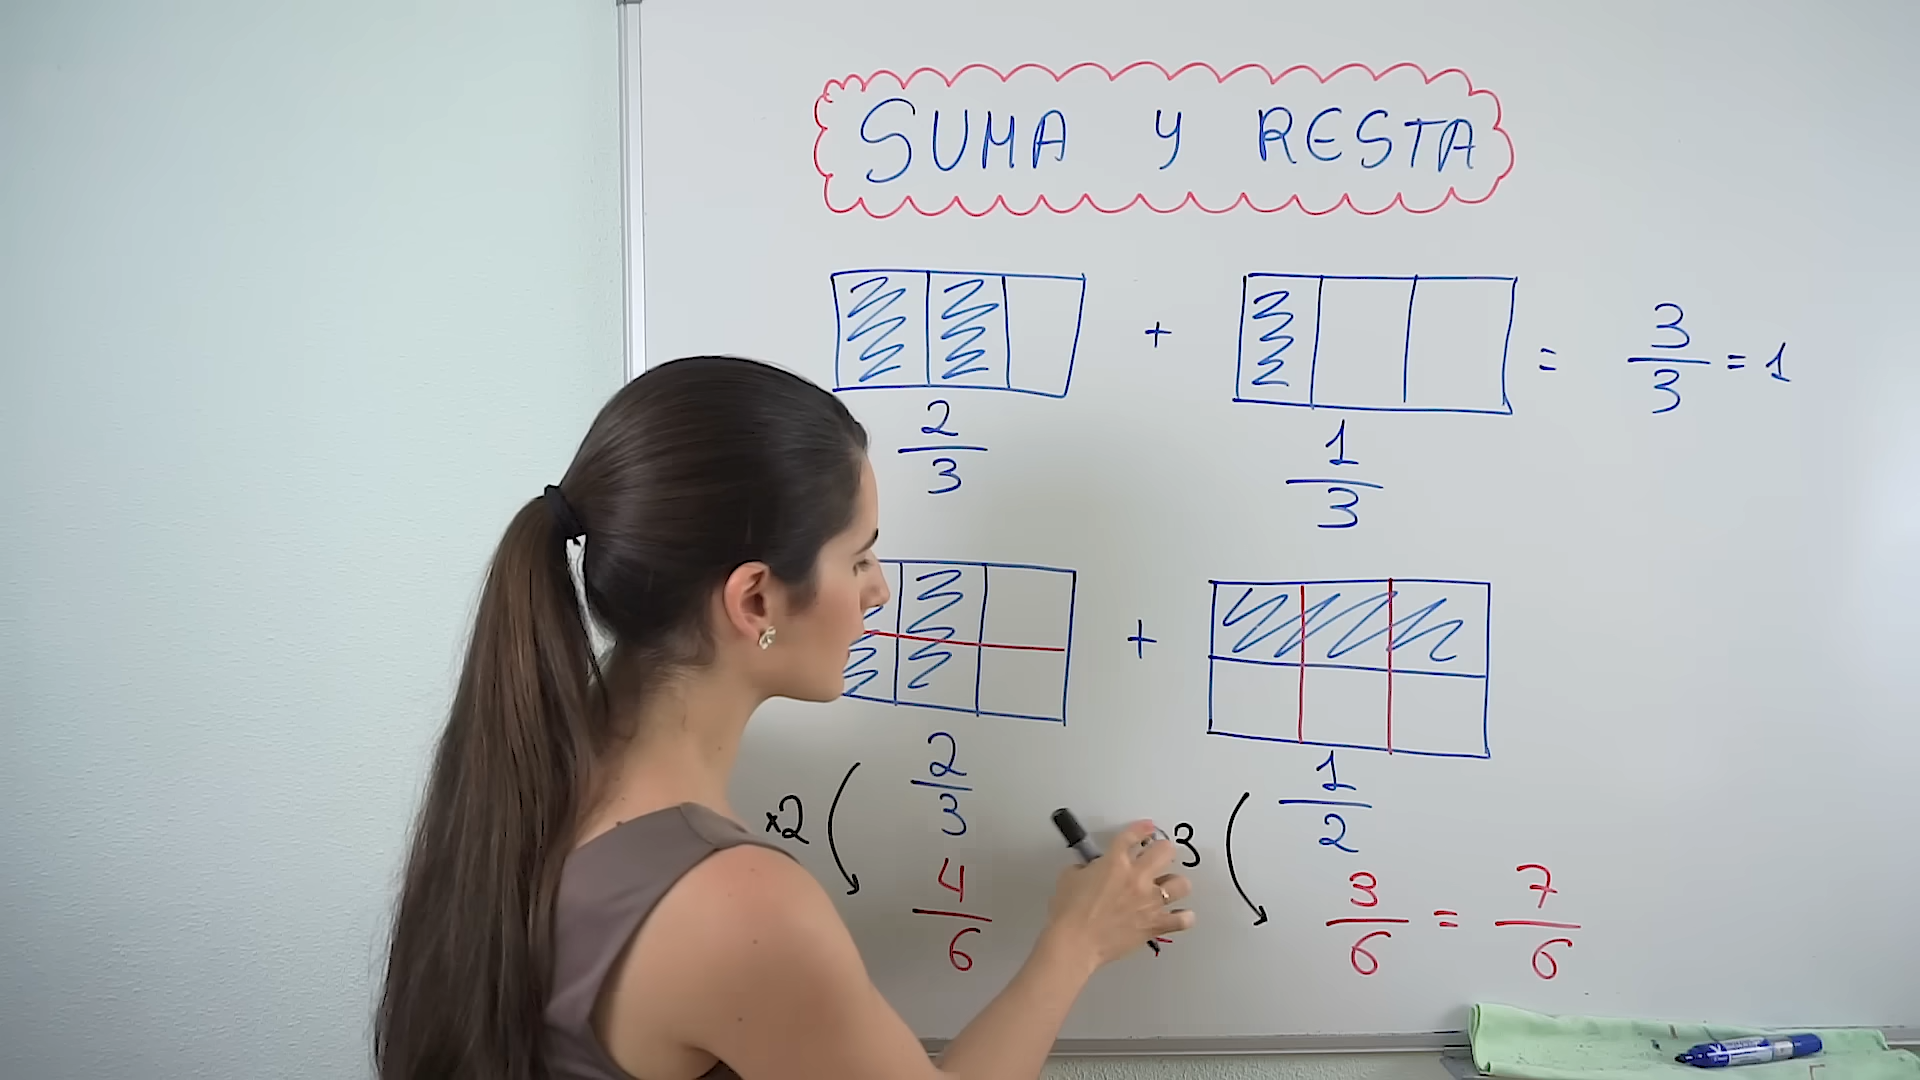 SUMA Y RESTA
+ = 3/3 = 1
2/3 1/3
+
2/3 1/2
×2 3
4/6 3/6 = 7/6